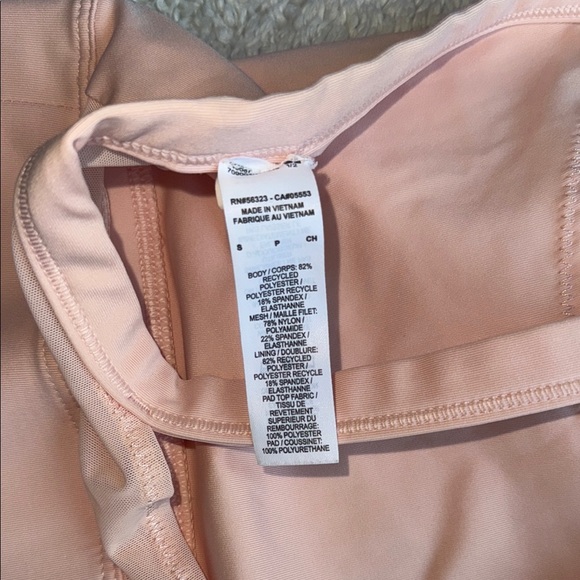 RN#56323 - CA#05553
MADE IN VIETNAM
FABRIQUE AU VIETNAM
S P CH
BODY / CORPS: 82%
RECYCLED
POLYESTER /
POLYESTER RECYCLE
18% SPANDEX /
ELASTHANNE
MESH / MAILLE FILET:
78% NYLON /
POLYAMIDE
22% SPANDEX /
ELASTHANNE
LINING / DOUBLURE:
82% RECYCLED
POLYESTER /
POLYESTER RECYCLE
18% SPANDEX /
ELASTHANNE
PAD TOP FABRIC /
TISSU DE
REVETEMENT
SUPERIEUR DU
REMBOURRAGE:
100% POLYESTER
PAD / COUSSINET:
100% POLYURETHANE